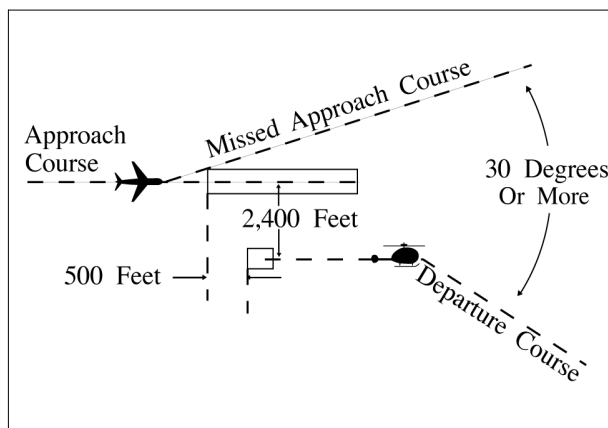 Missed Approach Course
Approach
Course
30 Degrees
Or More
2,400 Feet
500 Feet
Departure Course